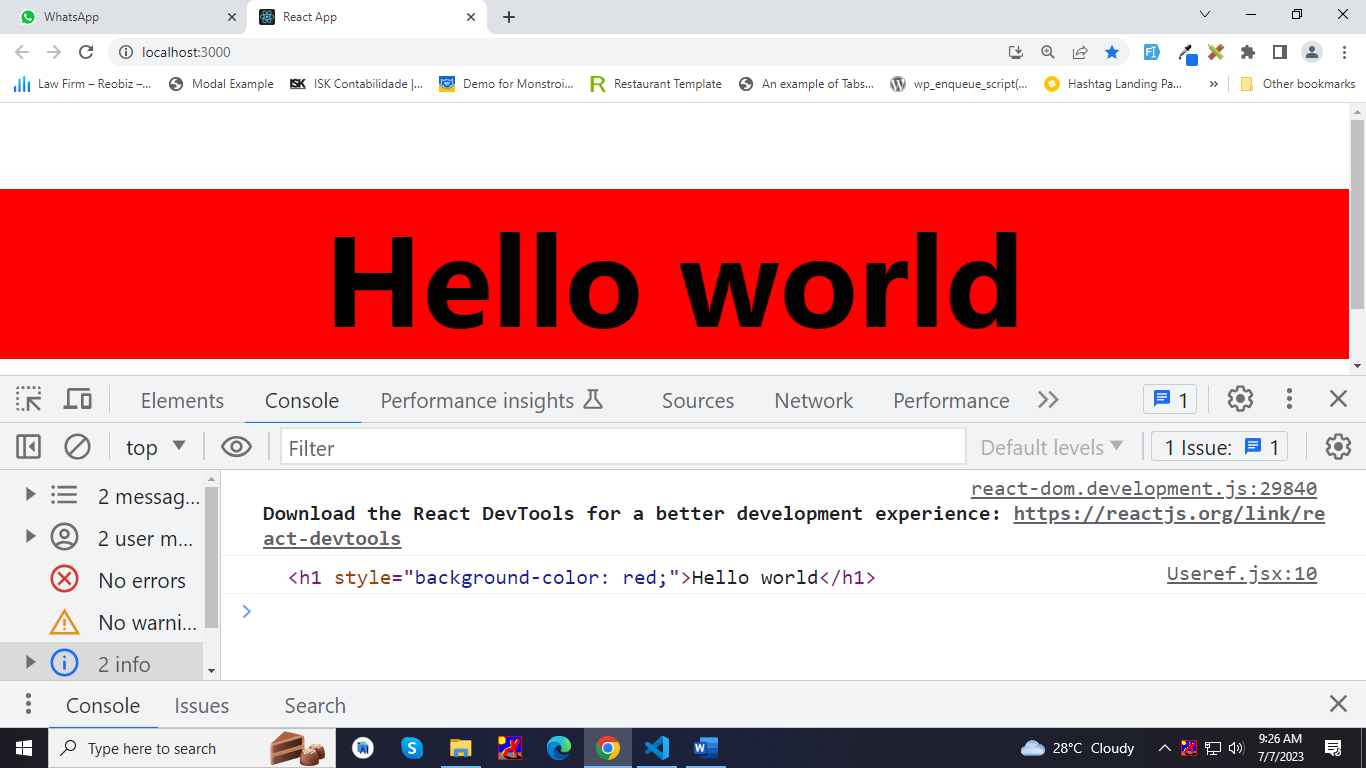 WhatsApp
React App
localhost:3000
Law Firm – Reobiz –...
Modal Example
ISK ISK Contabilidade |...
Demo for Monstroi...
R Restaurant Template
An example of Tabs...
wp_enqueue_script(...
Hashtag Landing Pa...
»
Other bookmarks
Hello world
Elements
Console
Performance insights
Sources
Network
Performance
1
top
Filter
Default levels
1 Issue: 1
2 messag...
2 user m...
No errors
No warni...
2 info
react-dom.development.js:29840
Download the React DevTools for a better development experience: https://reactjs.org/link/re
act-devtools
<h1 style="background-color: red;">Hello world</h1>
Useref.jsx:10
Console
Issues
Search
Type here to search
28°C Cloudy
9:26 AM
7/7/2023